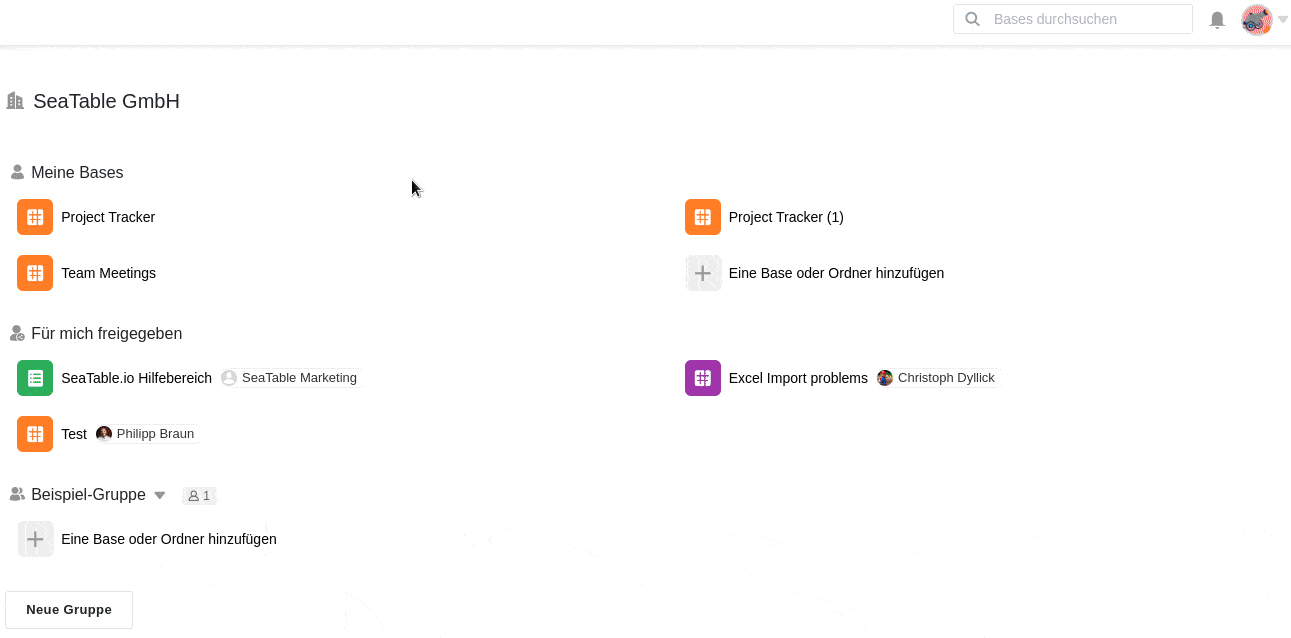 Bases durchsuchen
SeaTable GmbH
Meine Bases
Project Tracker
Project Tracker (1)
Team Meetings
Eine Base oder Ordner hinzufügen
Für mich freigegeben
SeaTable.io Hilfebereich SeaTable Marketing
Excel Import problems Christoph Dyllick
Test Philipp Braun
Beispiel-Gruppe 1
Eine Base oder Ordner hinzufügen
Neue Gruppe